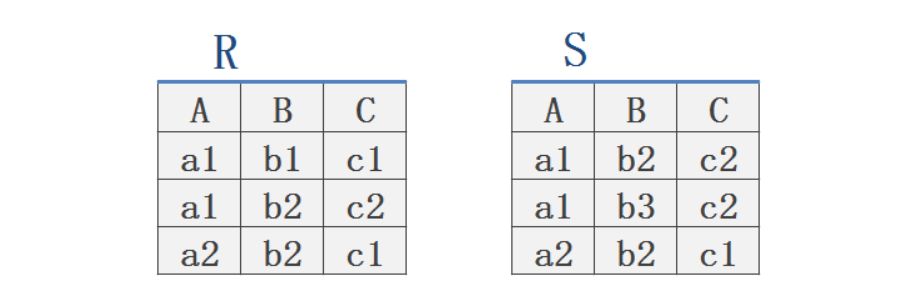 R S
A B C A B C
a1 b1 c1 a1 b2 c2
a1 b2 c2 a1 b3 c2
a2 b2 c1 a2 b2 c1